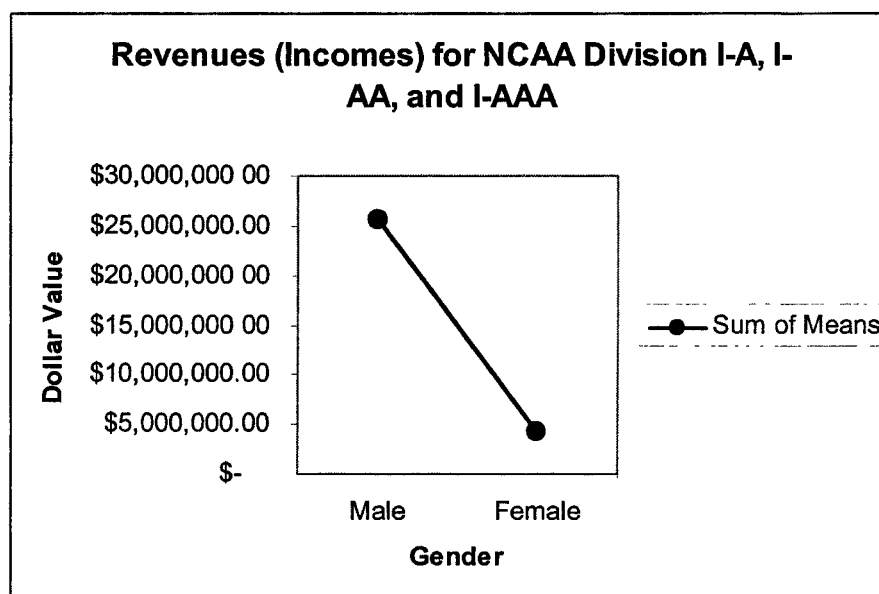 Revenues (Incomes) for NCAA Division I-A, I-
AA, and I-AAA
$30,000,000 00
$25,000,000.00
$20,000,000 00
$15,000,000 00
$10,000,000.00
$5,000,000.00
$-
Dollar Value
Male Female
Gender
Sum of Means